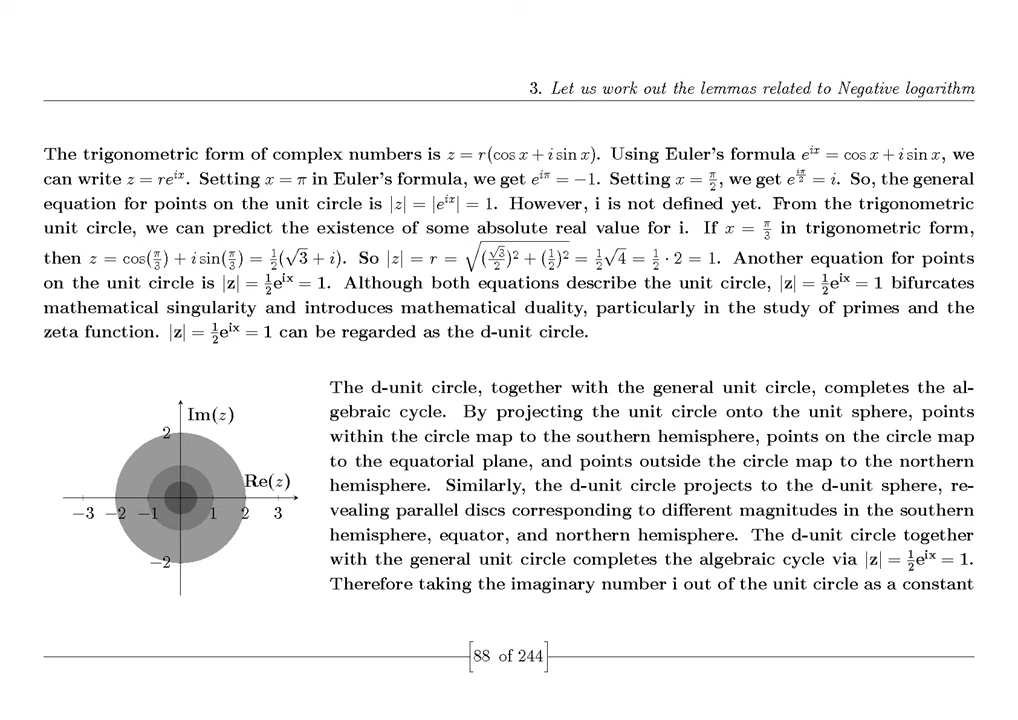 3. Let us work out the lemmas related to Negative logarithm
The trigonometric form of complex numbers is z = r(cos x + i sin x). Using Euler's formula e^{ix} = cos x + i sin x, we
can write z = re^{ix}. Setting x = π in Euler's formula, we get e^{iπ} = −1. Setting x = π/2, we get e^{iπ/2} = i. So, the general
equation for points on the unit circle is |z| = |e^{ix}| = 1. However, i is not defined yet. From the trigonometric
unit circle, we can predict the existence of some absolute real value for i. If x = π/3 in trigonometric form,
then z = cos(π/3) + i sin(π/3) = 1/2(√3 + i). So |z| = r = √((√3/2)² + (1/2)²) = 1/2√4 = 1/2 · 2 = 1. Another equation for points
on the unit circle is |z| = 1/2e^{ix} = 1. Although both equations describe the unit circle, |z| = 1/2e^{ix} = 1 bifurcates
mathematical singularity and introduces mathematical duality, particularly in the study of primes and the
zeta function. |z| = 1/2e^{ix} = 1 can be regarded as the d-unit circle.
Im(z)
2
Re(z)
−3 −2 −1 1 2 3
−2
The d-unit circle, together with the general unit circle, completes the al-
gebraic cycle. By projecting the unit circle onto the unit sphere, points
within the circle map to the southern hemisphere, points on the circle map
to the equatorial plane, and points outside the circle map to the northern
hemisphere. Similarly, the d-unit circle projects to the d-unit sphere, re-
vealing parallel discs corresponding to different magnitudes in the southern
hemisphere, equator, and northern hemisphere. The d-unit circle together
with the general unit circle completes the algebraic cycle via |z| = 1/2e^{ix} = 1.
Therefore taking the imaginary number i out of the unit circle as a constant
88 of 244